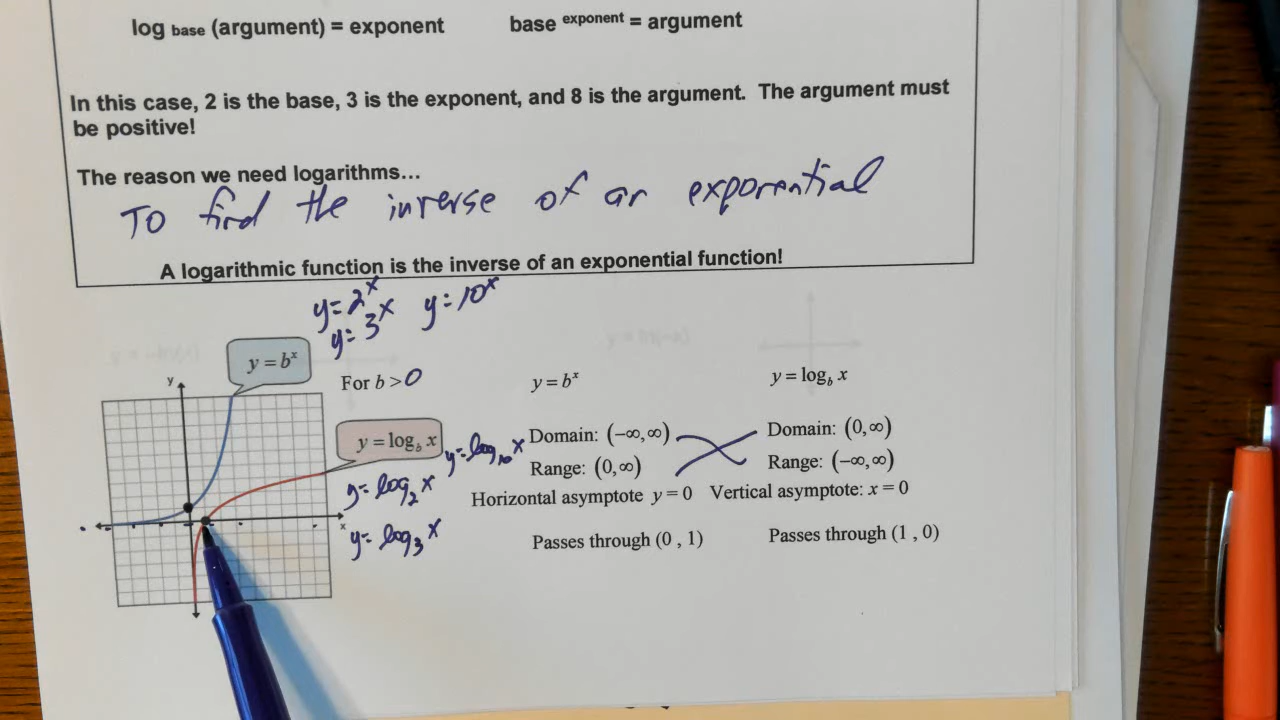 log base (argument) = exponent base exponent = argument
In this case, 2 is the base, 3 is the exponent, and 8 is the argument. The argument must
be positive!
The reason we need logarithms...
To find the inverse of an exponential
A logarithmic function is the inverse of an exponential function!
y=2^x y=10^x
y=3^x
y
y = b^x
For b > 0 y = b^x y = log_b x
y = log_b x
y=log_10 x
Domain: (−∞,∞) Domain: (0,∞)
Range: (0,∞) Range: (−∞,∞)
y=log_2 x
Horizontal asymptote y = 0 Vertical asymptote: x = 0
x
y=log_3 x
Passes through (0 , 1) Passes through (1 , 0)